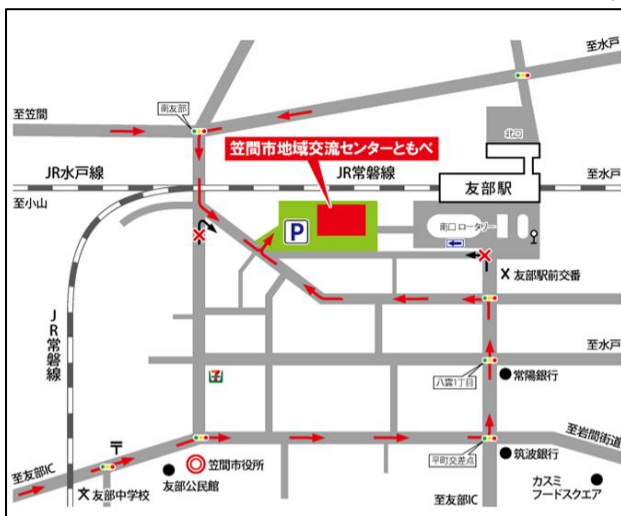 至水戸
至笠間
南友部
北口
笠間市地域交流センターともべ
JR水戸線
JR常磐線
友部駅
至水戸
至小山
P
南口 ロータリー
友部駅前交番
JR常磐線
至水戸
八雲1丁目
常陽銀行
至岩間街道
平町交差点
筑波銀行
至友部IC
笠間市役所
友部公民館
友部中学校
至友部IC
カスミ
フードスクエア